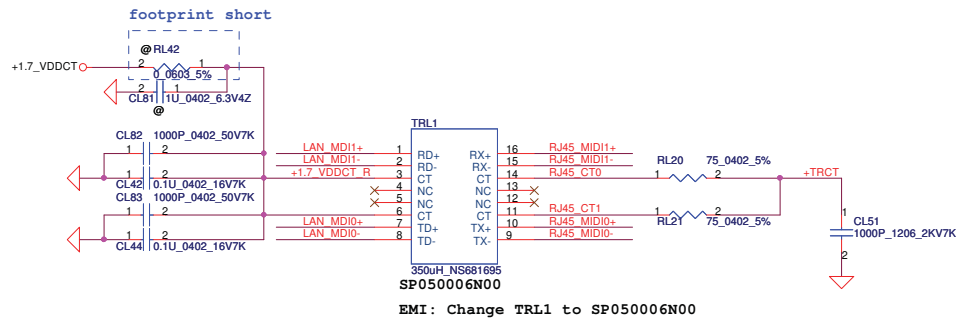 footprint short
@ RL42
+1.7_VDDCT 2 1
0_0603_5%
2 1
CL81 1U_0402_6.3V4Z
@
CL82 1000P_0402_50V7K
1 2
1 2
CL42 0.1U_0402_16V7K
CL83 1000P_0402_50V7K
1 2
1 2
CL44 0.1U_0402_16V7K
TRL1
LAN_MDI1+ 1 RD+ RX+ 16 RJ45_MIDI1+
LAN_MDI1- 2 RD- RX- 15 RJ45_MIDI1-
+1.7_VDDCT_R 3 CT CT 14 RJ45_CT0
4 NC NC 13
5 NC NC 12
6 CT CT 11 RJ45_CT1
LAN_MDI0+ 7 TD+ TX+ 10 RJ45_MIDI0+
LAN_MDI0- 8 TD- TX- 9 RJ45_MIDI0-
350uH_NS681695
SP050006N00
EMI: Change TRL1 to SP050006N00
RL20 75_0402_5%
1 2
+TRCT
1 2
RL21 75_0402_5%
1
CL51
1000P_1206_2KV7K
2